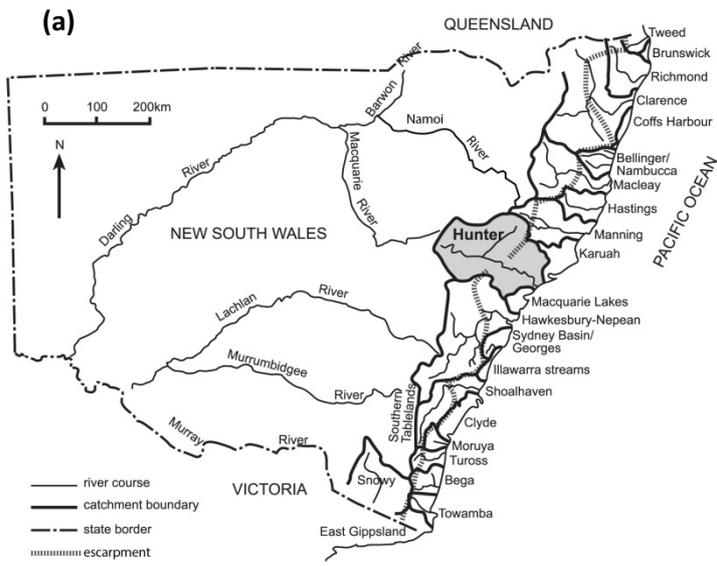 (a)
QUEENSLAND
Tweed
Brunswick
Richmond
Clarence
Coffs Harbour
Bellinger/
Nambucca
Macleay
Hastings
Manning
Karuah
PACIFIC OCEAN
0 100 200km
N
Barwon River
Namoi River
Macquarie River
Darling River
NEW SOUTH WALES
Hunter
Lachlan River
Murrumbidgee River
Macquarie Lakes
Hawkesbury-Nepean
Sydney Basin/
Georges
Illawarra streams
Shoalhaven
Southern
Tablelands
Clyde
Moruya
Tuross
Bega
Towamba
Murray River
Snowy
VICTORIA
East Gippsland
river course
catchment boundary
state border
escarpment